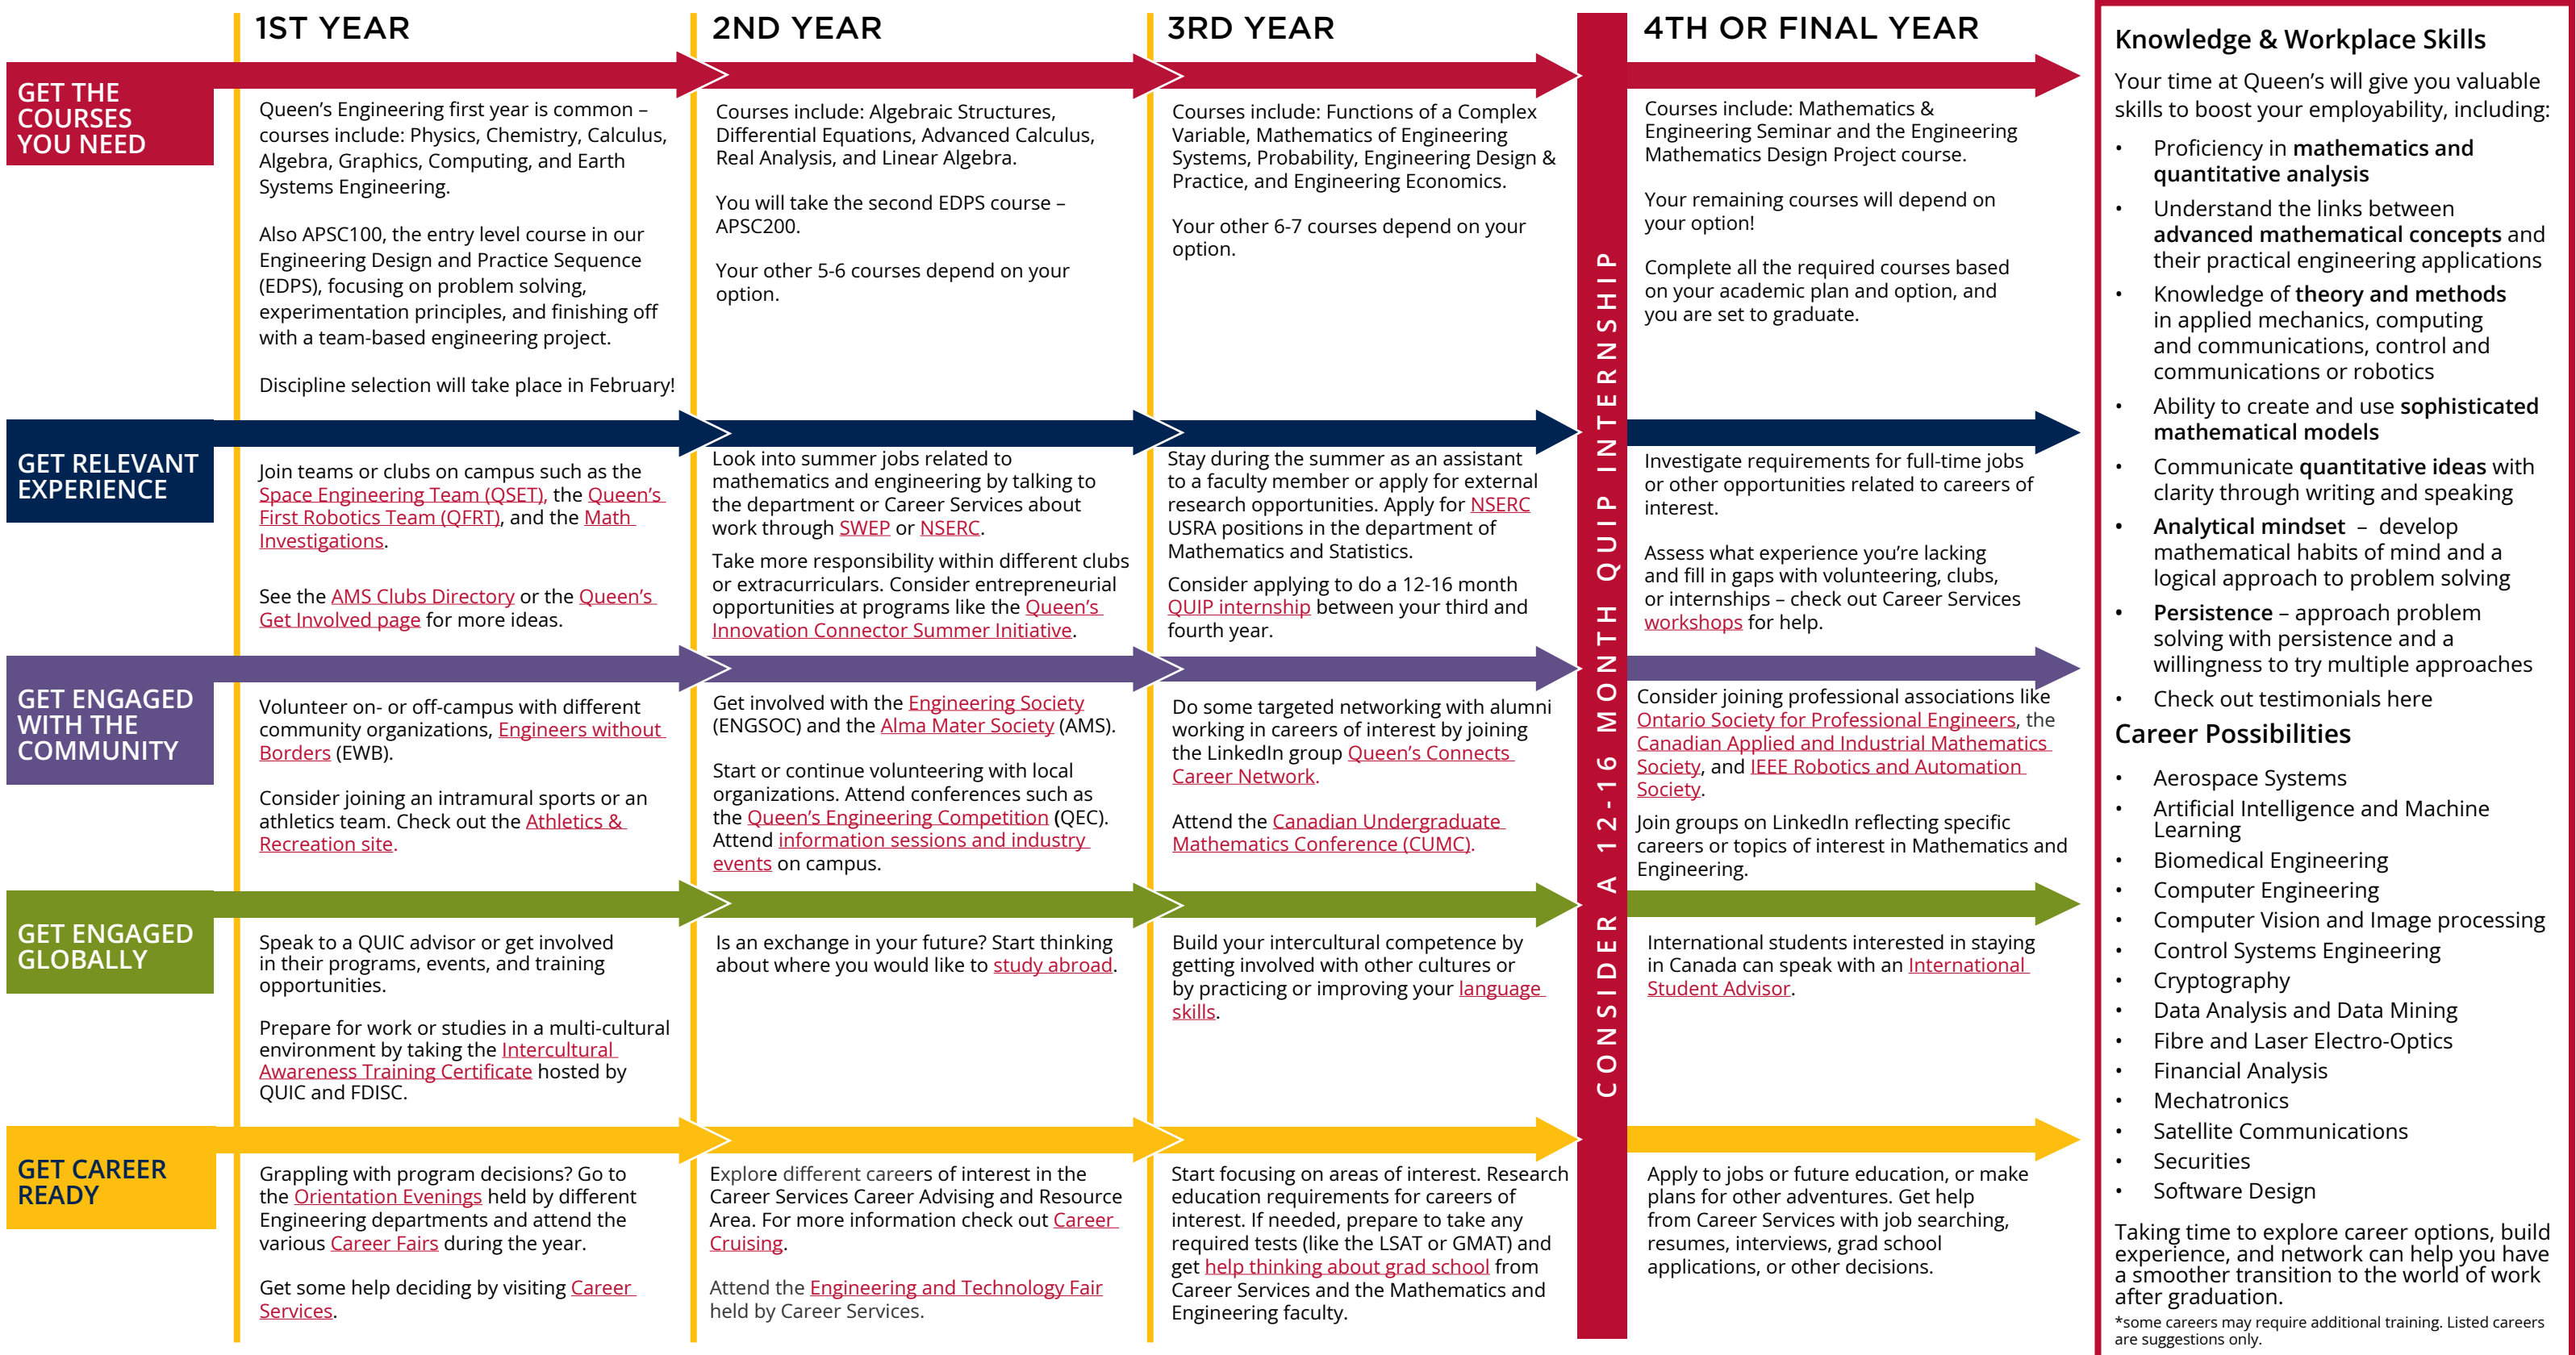 1ST YEAR
2ND YEAR
3RD YEAR
4TH OR FINAL YEAR
GET THE
COURSES
YOU NEED
Queen’s Engineering first year is common –
courses include: Physics, Chemistry, Calculus,
Algebra, Graphics, Computing, and Earth
Systems Engineering.
Also APSC100, the entry level course in our
Engineering Design and Practice Sequence
(EDPS), focusing on problem solving,
experimentation principles, and finishing off
with a team-based engineering project.
Discipline selection will take place in February!
Courses include: Algebraic Structures,
Differential Equations, Advanced Calculus,
Real Analysis, and Linear Algebra.
You will take the second EDPS course –
APSC200.
Your other 5-6 courses depend on your
option.
Courses include: Functions of a Complex
Variable, Mathematics of Engineering
Systems, Probability, Engineering Design &
Practice, and Engineering Economics.
Your other 6-7 courses depend on your
option.
Courses include: Mathematics &
Engineering Seminar and the Engineering
Mathematics Design Project course.
Your remaining courses will depend on
your option!
Complete all the required courses based
on your academic plan and option, and
you are set to graduate.
GET RELEVANT
EXPERIENCE
Join teams or clubs on campus such as the
Space Engineering Team (QSET), the Queen’s
First Robotics Team (QFRT), and the Math
Investigations.
See the AMS Clubs Directory or the Queen’s
Get Involved page for more ideas.
Look into summer jobs related to
mathematics and engineering by talking to
the department or Career Services about
work through SWEP or NSERC.
Take more responsibility within different clubs
or extracurriculars. Consider entrepreneurial
opportunities at programs like the Queen’s
Innovation Connector Summer Initiative.
Stay during the summer as an assistant
to a faculty member or apply for external
research opportunities. Apply for NSERC
USRA positions in the department of
Mathematics and Statistics.
Consider applying to do a 12-16 month
QUIP internship between your third and
fourth year.
Investigate requirements for full-time jobs
or other opportunities related to careers of
interest.
Assess what experience you’re lacking
and fill in gaps with volunteering, clubs,
or internships – check out Career Services
workshops for help.
GET ENGAGED
WITH THE
COMMUNITY
Volunteer on- or off-campus with different
community organizations, Engineers without
Borders (EWB).
Consider joining an intramural sports or an
athletics team. Check out the Athletics &
Recreation site.
Get involved with the Engineering Society
(ENGSOC) and the Alma Mater Society (AMS).
Start or continue volunteering with local
organizations. Attend conferences such as
the Queen’s Engineering Competition (QEC).
Attend information sessions and industry
events on campus.
Do some targeted networking with alumni
working in careers of interest by joining
the LinkedIn group Queen’s Connects
Career Network.
Attend the Canadian Undergraduate
Mathematics Conference (CUMC).
Consider joining professional associations like
Ontario Society for Professional Engineers, the
Canadian Applied and Industrial Mathematics
Society, and IEEE Robotics and Automation
Society.
Join groups on LinkedIn reflecting specific
careers or topics of interest in Mathematics and
Engineering.
GET ENGAGED
GLOBALLY
Speak to a QUIC advisor or get involved
in their programs, events, and training
opportunities.
Prepare for work or studies in a multi-cultural
environment by taking the Intercultural
Awareness Training Certificate hosted by
QUIC and FDISC.
Is an exchange in your future? Start thinking
about where you would like to study abroad.
Build your intercultural competence by
getting involved with other cultures or
by practicing or improving your language
skills.
International students interested in staying
in Canada can speak with an International
Student Advisor.
GET CAREER
READY
Grappling with program decisions? Go to
the Orientation Evenings held by different
Engineering departments and attend the
various Career Fairs during the year.
Get some help deciding by visiting Career
Services.
Explore different careers of interest in the
Career Services Career Advising and Resource
Area. For more information check out Career
Cruising.
Attend the Engineering and Technology Fair
held by Career Services.
Start focusing on areas of interest. Research
education requirements for careers of
interest. If needed, prepare to take any
required tests (like the LSAT or GMAT) and
get help thinking about grad school from
Career Services and the Mathematics and
Engineering faculty.
Apply to jobs or future education, or make
plans for other adventures. Get help
from Career Services with job searching,
resumes, interviews, grad school
applications, or other decisions.
CONSIDER A 12-16 MONTH QUIP INTERNSHIP
Knowledge & Workplace Skills
Your time at Queen’s will give you valuable
skills to boost your employability, including:
• Proficiency in mathematics and
quantitative analysis
• Understand the links between
advanced mathematical concepts and
their practical engineering applications
• Knowledge of theory and methods
in applied mechanics, computing
and communications, control and
communications or robotics
• Ability to create and use sophisticated
mathematical models
• Communicate quantitative ideas with
clarity through writing and speaking
• Analytical mindset – develop
mathematical habits of mind and a
logical approach to problem solving
• Persistence – approach problem
solving with persistence and a
willingness to try multiple approaches
• Check out testimonials here
Career Possibilities
• Aerospace Systems
• Artificial Intelligence and Machine
Learning
• Biomedical Engineering
• Computer Engineering
• Computer Vision and Image processing
• Control Systems Engineering
• Cryptography
• Data Analysis and Data Mining
• Fibre and Laser Electro-Optics
• Financial Analysis
• Mechatronics
• Satellite Communications
• Securities
• Software Design
Taking time to explore career options, build
experience, and network can help you have
a smoother transition to the world of work
after graduation.
*some careers may require additional training. Listed careers
are suggestions only.